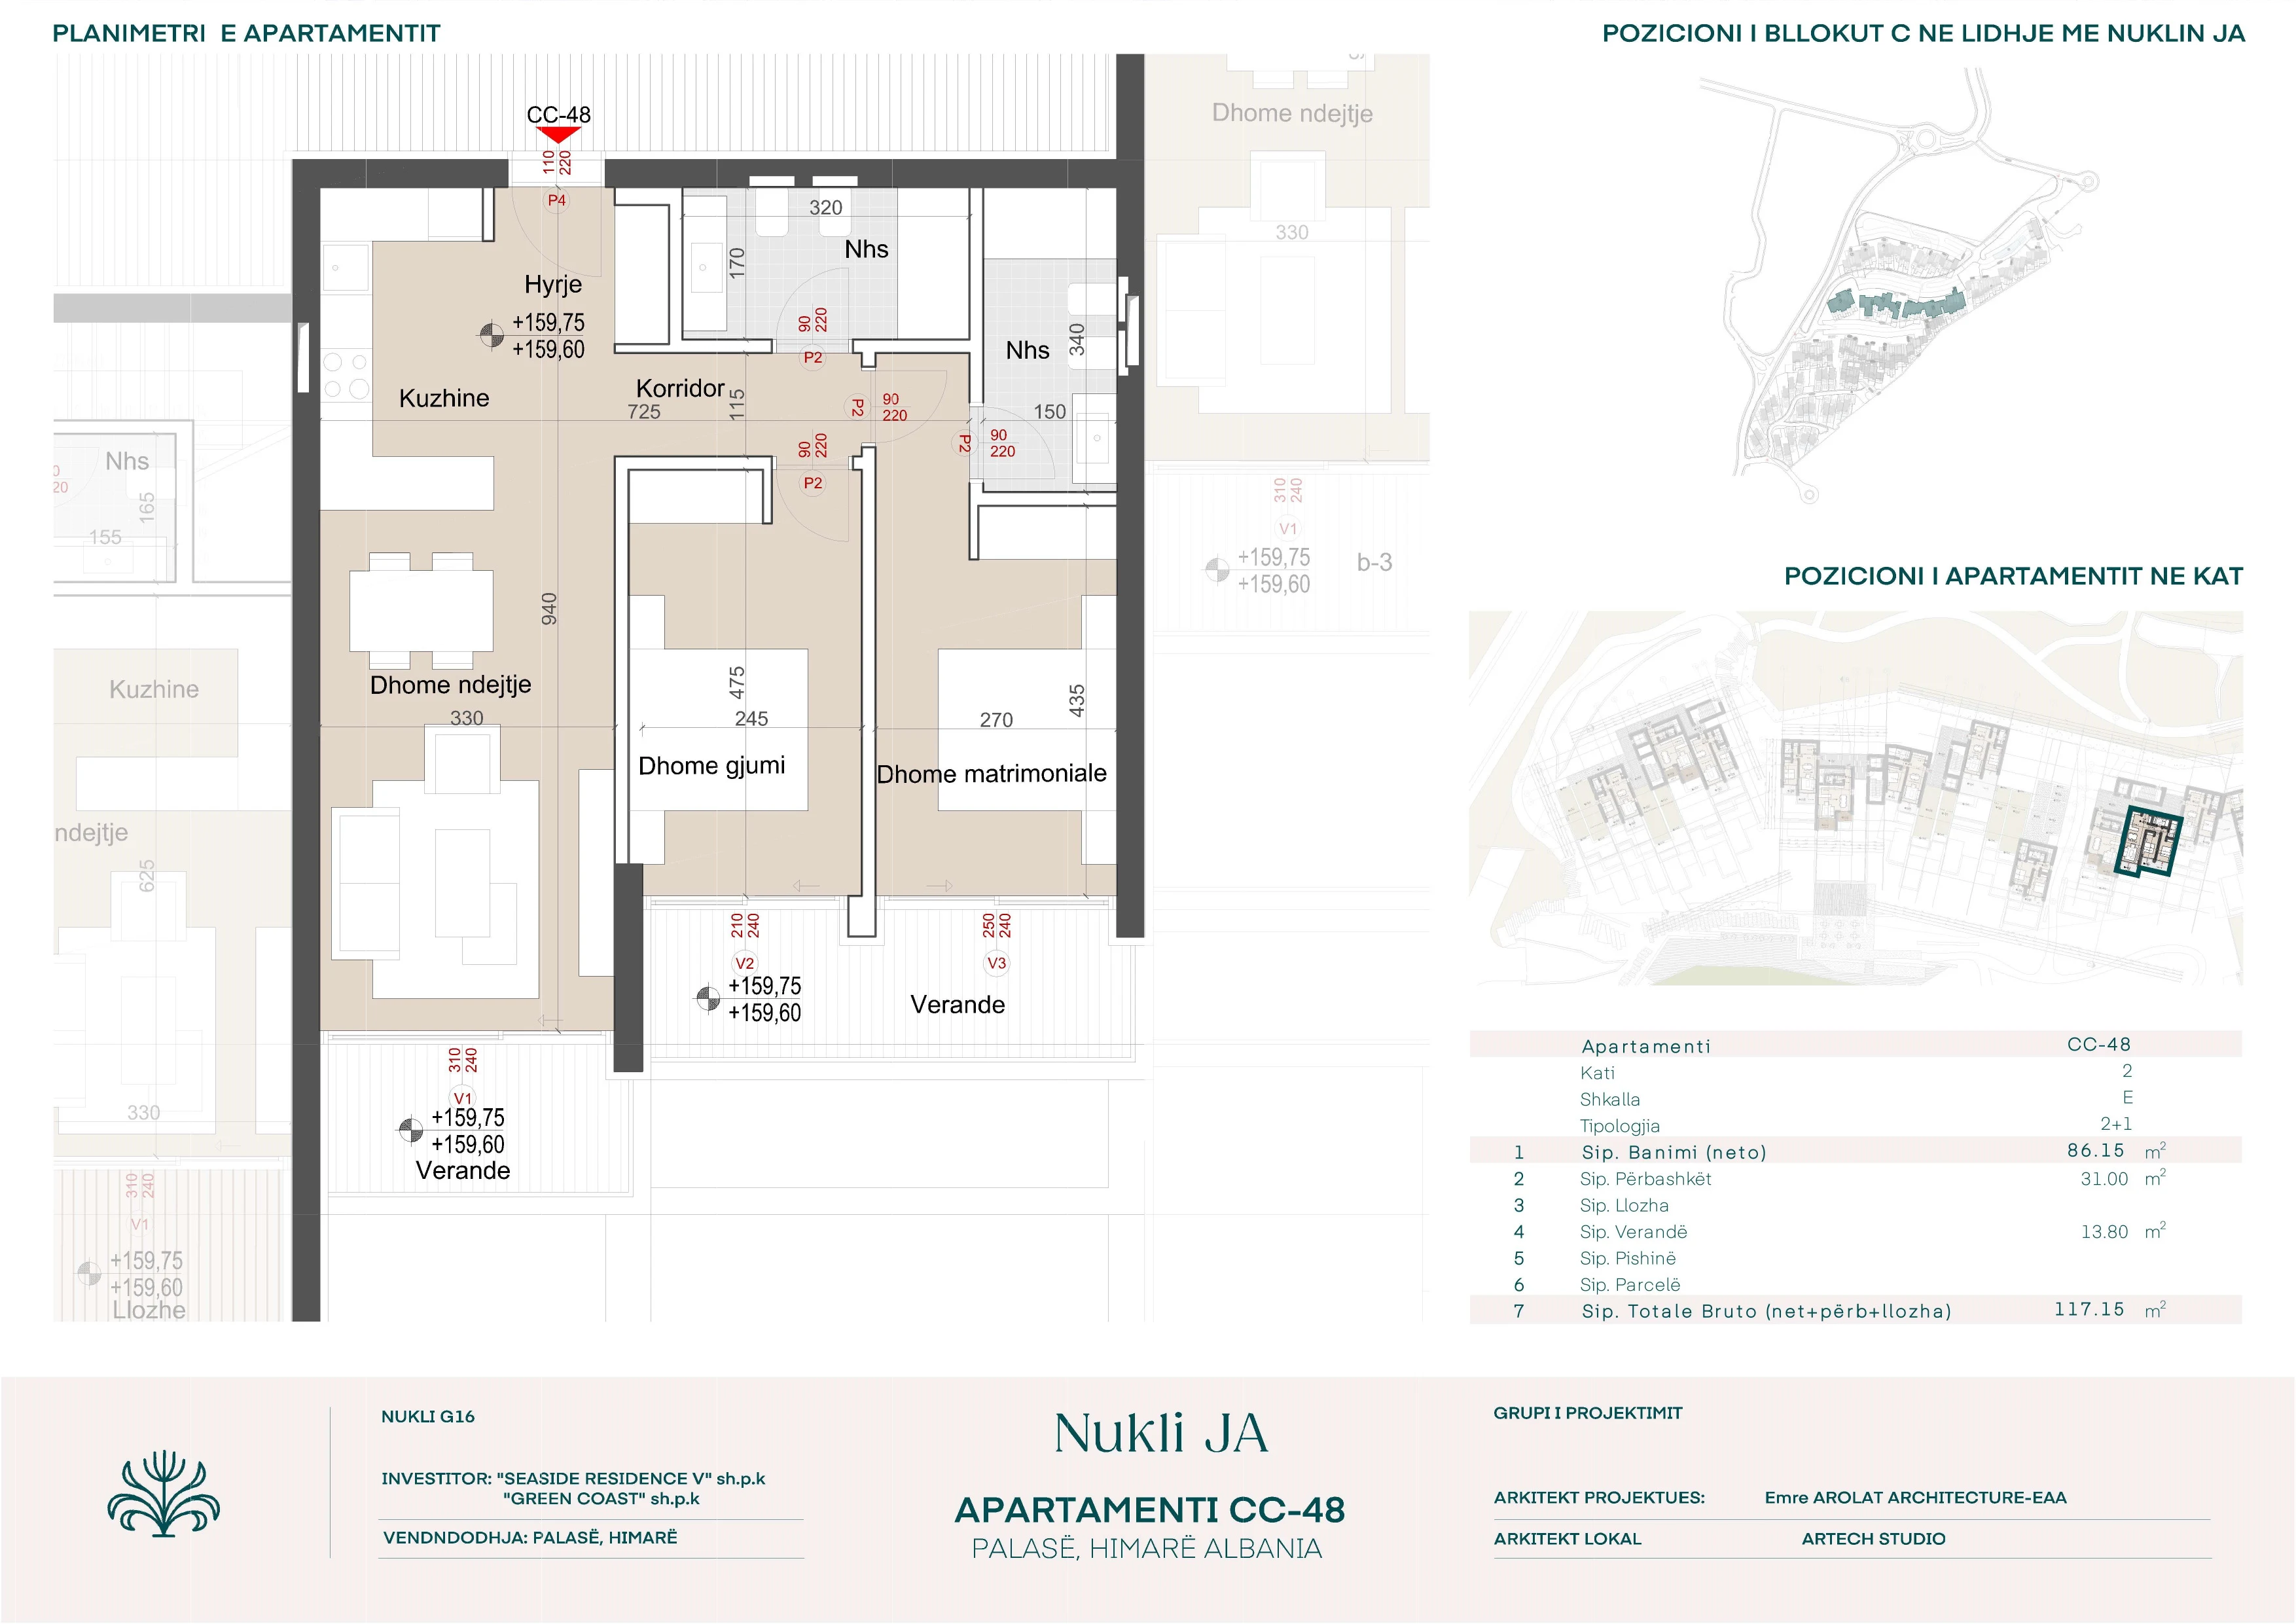 PLANIMETRI E APARTAMENTIT
POZICIONI I BLLOKUT C NE LIDHJE ME NUKLIN JA
CC-48
110
220
P4
Dhome ndejtje
330
320
170
Nhs
Hyrje
+159,75
+159,60
90
220
P2
Nhs
340
Kuzhine
Korridor
725
115
P2
90
220
150
P2
90
220
90
220
P2
Nhs
165
155
20
310
240
V1
+159,75
+159,60
b-3
POZICIONI I APARTAMENTIT NE KAT
940
Kuzhine
Dhome ndejtje
330
475
245
435
270
Dhome gjumi
Dhome matrimoniale
ndejtje
625
330
210
240
V2
250
240
V3
+159,75
+159,60
Verande
310
240
V1
+159,75
+159,60
Verande
310
240
V1
+159,75
+159,60
Llozhe
Apartamenti CC-48
Kati 2
Shkalla E
Tipologjia 2+1
1 Sip. Banimi (neto) 86.15 m²
2 Sip. Përbashkët 31.00 m²
3 Sip. Llozha
4 Sip. Verandë 13.80 m²
5 Sip. Pishinë
6 Sip. Parcelë
7 Sip. Totale Bruto (net+përb+llozha) 117.15 m²
NUKLI G16
INVESTITOR: "SEASIDE RESIDENCE V" sh.p.k
"GREEN COAST" sh.p.k
VENDNDODHJA: PALASË, HIMARË
Nukli JA
APARTAMENTI CC-48
PALASË, HIMARË ALBANIA
GRUPI I PROJEKTIMIT
ARKITEKT PROJEKTUES: Emre AROLAT ARCHITECTURE-EAA
ARKITEKT LOKAL ARTECH STUDIO